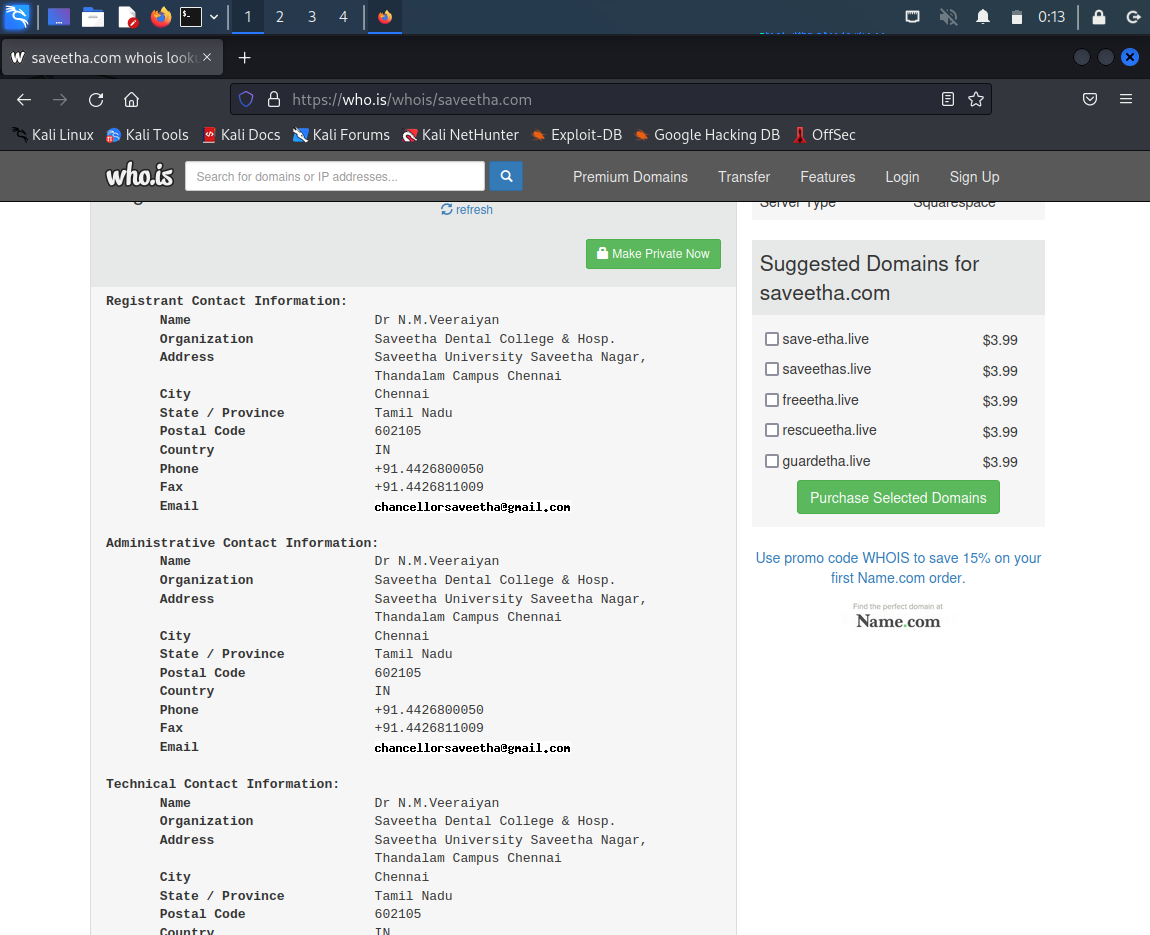 1 2 3 4 0:13
W saveetha.com whois looku
https://who.is/whois/saveetha.com
Kali Linux Kali Tools Kali Docs Kali Forums Kali NetHunter Exploit-DB Google Hacking DB OffSec
who.is Search for domains or IP addresses... Premium Domains Transfer Features Login Sign Up
refresh
Make Private Now
Registrant Contact Information:
Name Dr N.M.Veeraiyan
Organization Saveetha Dental College & Hosp.
Address Saveetha University Saveetha Nagar,
Thandalam Campus Chennai
City Chennai
State / Province Tamil Nadu
Postal Code 602105
Country IN
Phone +91.4426800050
Fax +91.4426811009
Email chancellorsaveetha@gmail.com
Administrative Contact Information:
Name Dr N.M.Veeraiyan
Organization Saveetha Dental College & Hosp.
Address Saveetha University Saveetha Nagar,
Thandalam Campus Chennai
City Chennai
State / Province Tamil Nadu
Postal Code 602105
Country IN
Phone +91.4426800050
Fax +91.4426811009
Email chancellorsaveetha@gmail.com
Technical Contact Information:
Name Dr N.M.Veeraiyan
Organization Saveetha Dental College & Hosp.
Address Saveetha University Saveetha Nagar,
Thandalam Campus Chennai
City Chennai
State / Province Tamil Nadu
Postal Code 602105
Country IN
Server Type Squarespace
Suggested Domains for
saveetha.com
save-etha.live $3.99
saveethas.live $3.99
freeetha.live $3.99
rescueetha.live $3.99
guardetha.live $3.99
Purchase Selected Domains
Use promo code WHOIS to save 15% on your
first Name.com order.
Find the perfect domain at
Name.com